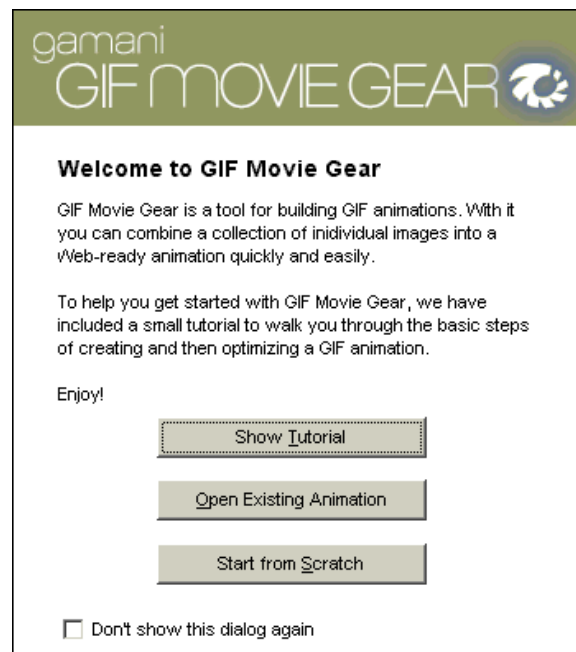 gamani
GIF MOVIE GEAR
Welcome to GIF Movie Gear
GIF Movie Gear is a tool for building GIF animations. With it
you can combine a collection of inidividual images into a
Web-ready animation quickly and easily.
To help you get started with GIF Movie Gear, we have
included a small tutorial to walk you through the basic steps
of creating and then optimizing a GIF animation.
Enjoy!
Show Tutorial
Open Existing Animation
Start from Scratch
Don't show this dialog again